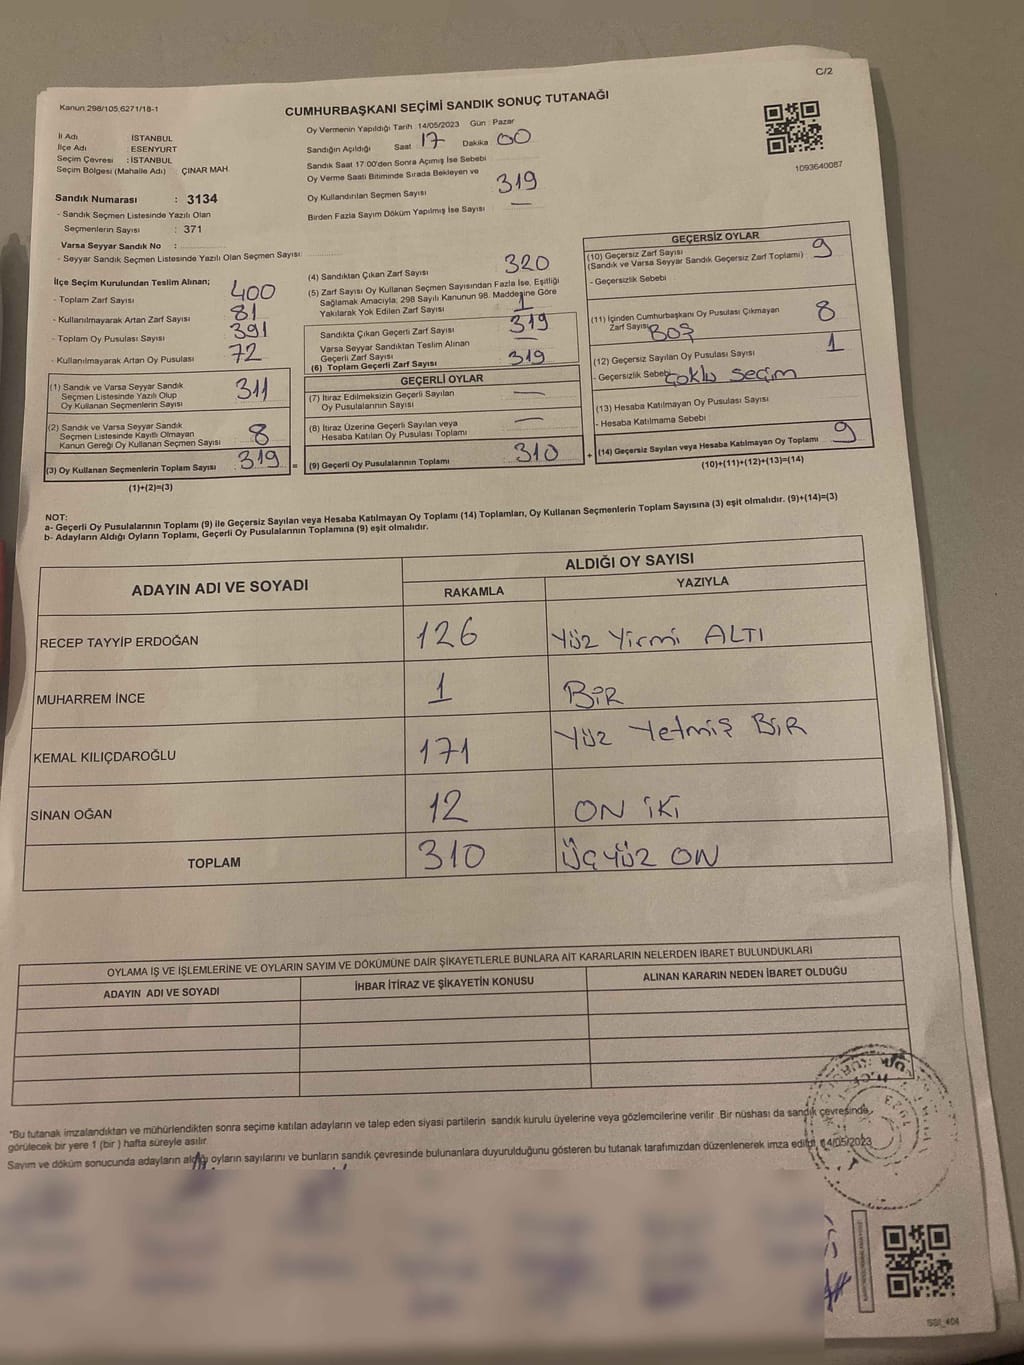 C/2
Kanun 298/105,6271/18-1
CUMHURBAŞKANI SEÇİMİ SANDIK SONUÇ TUTANAĞI
İl Adı İSTANBUL
İlçe Adı : ESENYURT
Seçim Çevresi : İSTANBUL
Seçim Bölgesi (Mahalle Adı) ÇINAR MAH
Sandık Numarası : 3134
- Sandık Seçmen Listesinde Yazılı Olan
Seçmenlerin Sayısı : 371
Varsa Seyyar Sandık No :
- Seyyar Sandık Seçmen Listesinde Yazılı Olan Seçmen Sayısı:
Oy Vermenin Yapıldığı Tarih :14/05/2023 Gün : Pazar
Sandığın Açıldığı Saat 17 Dakika 00
Sandık Saat 17:00'den Sonra Açımış İse Sebebi
Oy Verme Saati Bitiminde Sırada Bekleyen ve
Oy Kullandırılan Seçmen Sayısı 319
Birden Fazla Sayım Döküm Yapılmış İse Sayısı —
1093640087
İlçe Seçim Kurulundan Teslim Alınan;
- Toplam Zarf Sayısı 400
- Kullanılmayarak Artan Zarf Sayısı 81
- Toplam Oy Pusulası Sayısı 391
- Kullanılmayarak Artan Oy Pusulası 72
(1) Sandık ve Varsa Seyyar Sandık
Seçmen Listesinde Yazılı Olup
Oy Kullanan Seçmenlerin Sayısı 311
(2) Sandık ve Varsa Seyyar Sandık
Seçmen Listesinde Kayıtlı Olmayan
Kanun Gereği Oy Kullanan Seçmen Sayısı 8
(3) Oy Kullanan Seçmenlerin Toplam Sayısı 319 =
(1)+(2)=(3)
(4) Sandıktan Çıkan Zarf Sayısı 320
(5) Zarf Sayısı Oy Kullanan Seçmen Sayısından Fazla İse, Eşitliği
Sağlamak Amacıyla, 298 Sayılı Kanunun 98. Maddesine Göre
Yakılarak Yok Edilen Zarf Sayısı 1
Sandıkta Çıkan Geçerli Zarf Sayısı 319
Varsa Seyyar Sandıktan Teslim Alınan
Geçerli Zarf Sayısı —
(6) Toplam Geçerli Zarf Sayısı 319
GEÇERLİ OYLAR
(7) İtiraz Edilmeksizin Geçerli Sayılan
Oy Pusulalarının Sayısı —
(8) İtiraz Üzerine Geçerli Sayılan veya
Hesaba Katılan Oy Pusulası Toplamı —
(9) Geçerli Oy Pusulalarının Toplamı 310 +
GEÇERSİZ OYLAR
(10) Geçersiz Zarf Sayısı
(Sandık ve Varsa Seyyar Sandık Geçersiz Zarf Toplamı) 9
- Geçersizlik Sebebi
(11) İçinden Cumhurbaşkanı Oy Pusulası Çıkmayan
Zarf Sayısı BOŞ 8
(12) Geçersiz Sayılan Oy Pusulası Sayısı 1
- Geçersizlik Sebebi Çoklu Seçim
(13) Hesaba Katılmayan Oy Pusulası Sayısı
- Hesaba Katılmama Sebebi
(14) Geçersiz Sayılan veya Hesaba Katılmayan Oy Toplamı 9
(10)+(11)+(12)+(13)=(14)
NOT:
a- Geçerli Oy Pusulalarının Toplamı (9) ile Geçersiz Sayılan veya Hesaba Katılmayan Oy Toplamı (14) Toplamları, Oy Kullanan Seçmenlerin Toplam Sayısına (3) eşit olmalıdır. (9)+(14)=(3)
b- Adayların Aldığı Oyların Toplamı, Geçerli Oy Pusulalarının Toplamına (9) eşit olmalıdır.
ADAYIN ADI VE SOYADI
ALDIĞI OY SAYISI
RAKAMLA YAZIYLA
RECEP TAYYİP ERDOĞAN 126 Yüz Yirmi ALTI
MUHARREM İNCE 1 BİR
KEMAL KILIÇDAROĞLU 171 Yüz Yetmiş BİR
SİNAN OĞAN 12 ON İKİ
TOPLAM 310 ÜÇYÜZ ON
OYLAMA İŞ VE İŞLEMLERİNE VE OYLARIN SAYIM VE DÖKÜMÜNE DAİR ŞİKAYETLERLE BUNLARA AİT KARARLARIN NELERDEN İBARET BULUNDUKLARI
ADAYIN ADI VE SOYADI İHBAR İTİRAZ VE ŞİKAYETİN KONUSU ALINAN KARARIN NEDEN İBARET OLDUĞU
*Bu tutanak imzalandıktan ve mühürlendikten sonra seçime katılan adayların ve talep eden siyasi partilerin sandık kurulu üyelerine veya gözlemcilerine verilir. Bir nüshası da sandık çevresinde
görülecek bir yere 1 (bir) hafta süreyle asılır.
Sayım ve döküm sonucunda adayların aldığı oyların sayılarını ve bunların sandık çevresinde bulunanlara duyurulduğunu gösteren bu tutanak tarafımızdan düzenlenerek imza edildi. 14/05/2023
SSI_404